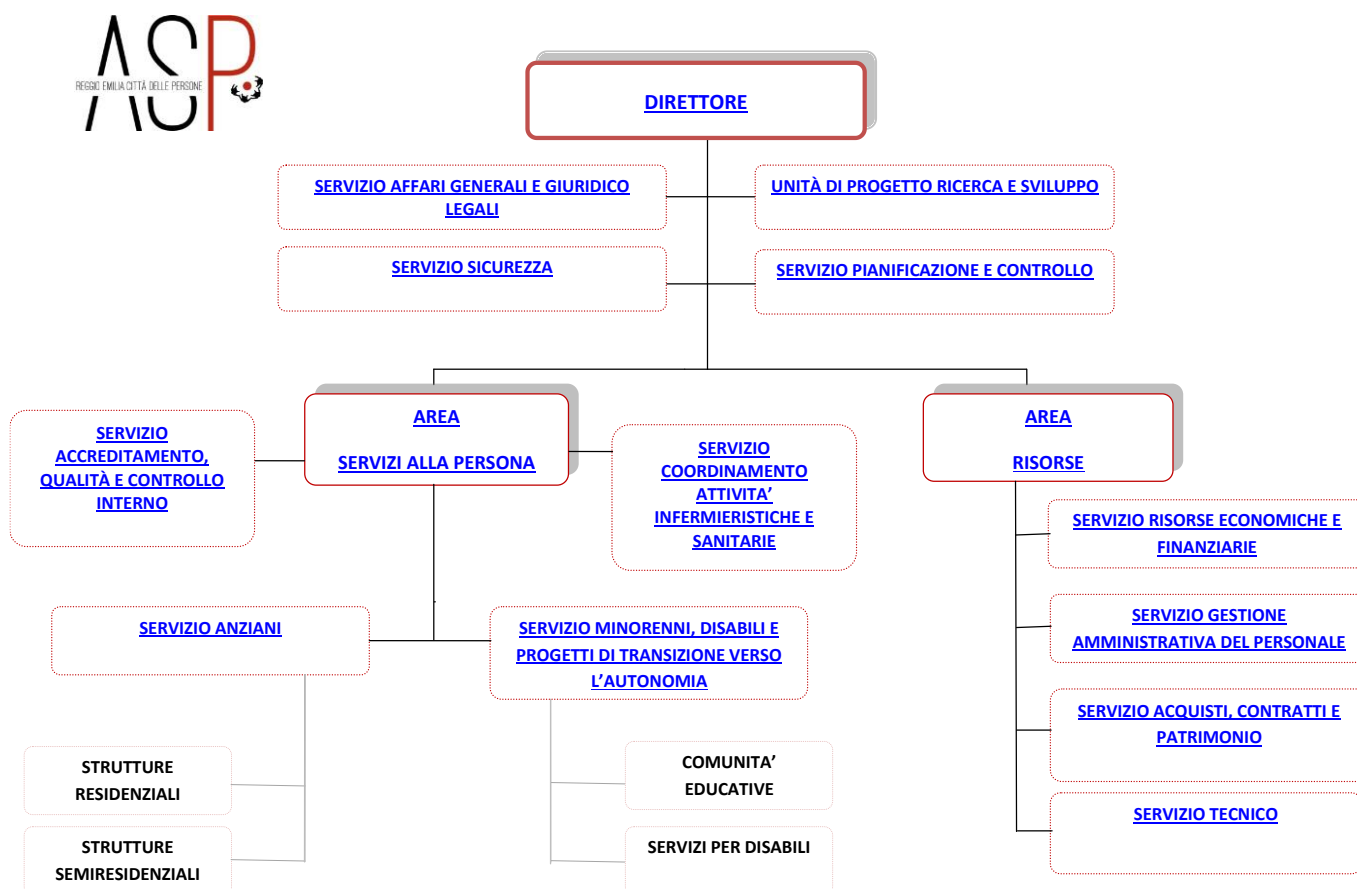 ASP
REGGIO EMILIA CITTÀ DELLE PERSONE
DIRETTORE
SERVIZIO AFFARI GENERALI E GIURIDICO
LEGALI
UNITÀ DI PROGETTO RICERCA E SVILUPPO
SERVIZIO SICUREZZA
SERVIZIO PIANIFICAZIONE E CONTROLLO
AREA
SERVIZI ALLA PERSONA
AREA
RISORSE
SERVIZIO
ACCREDITAMENTO,
QUALITÀ E CONTROLLO
INTERNO
SERVIZIO
COORDINAMENTO
ATTIVITA’
INFERMIERISTICHE E
SANITARIE
SERVIZIO RISORSE ECONOMICHE E
FINANZIARIE
SERVIZIO GESTIONE
AMMINISTRATIVA DEL PERSONALE
SERVIZIO ACQUISTI, CONTRATTI E
PATRIMONIO
SERVIZIO TECNICO
SERVIZIO ANZIANI
SERVIZIO MINORENNI, DISABILI E
PROGETTI DI TRANSIZIONE VERSO
L’AUTONOMIA
STRUTTURE
RESIDENZIALI
STRUTTURE
SEMIRESIDENZIALI
COMUNITA’
EDUCATIVE
SERVIZI PER DISABILI